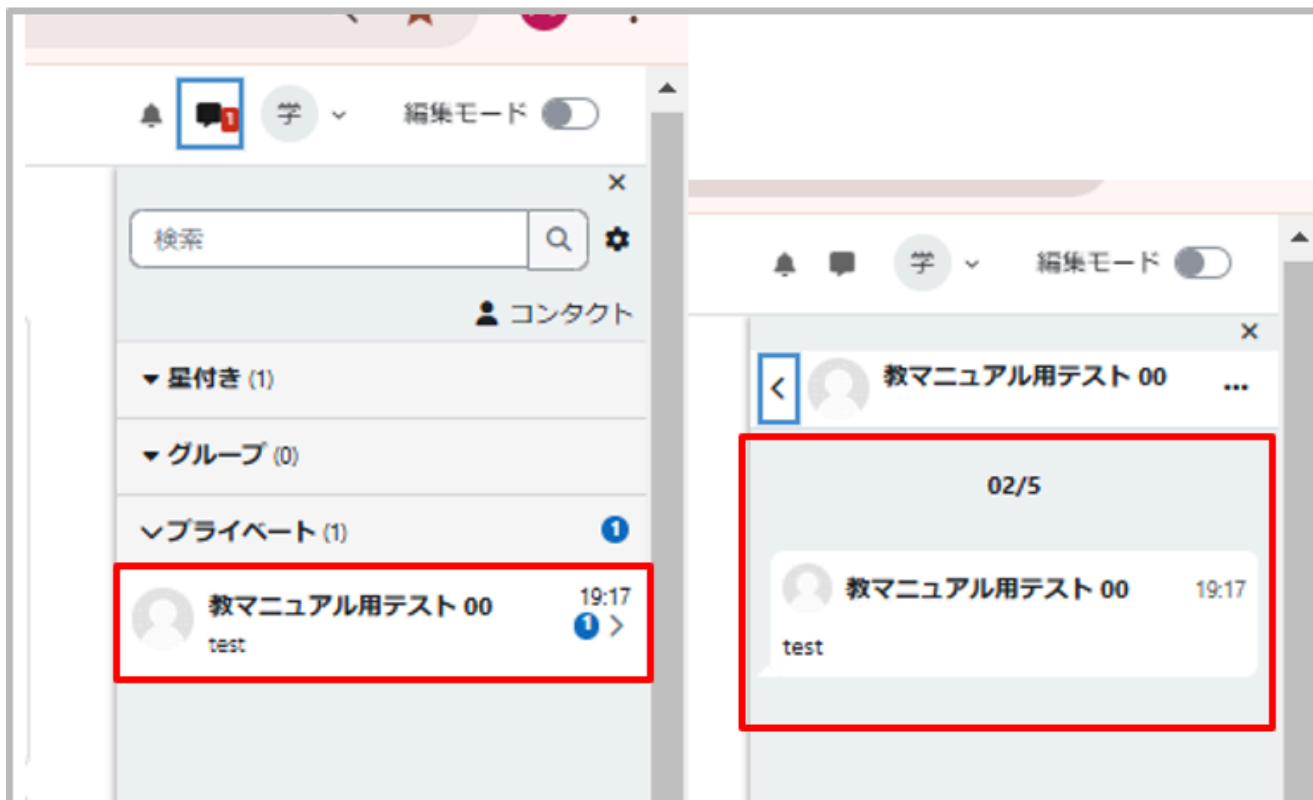 1
学
編集モード
検索
コンタクト
星付き (1)
グループ (0)
プライベート (1) 1
教マニュアル用テスト 00 19:17
test 1
学
編集モード
教マニュアル用テスト 00
02/5
教マニュアル用テスト 00 19:17
test